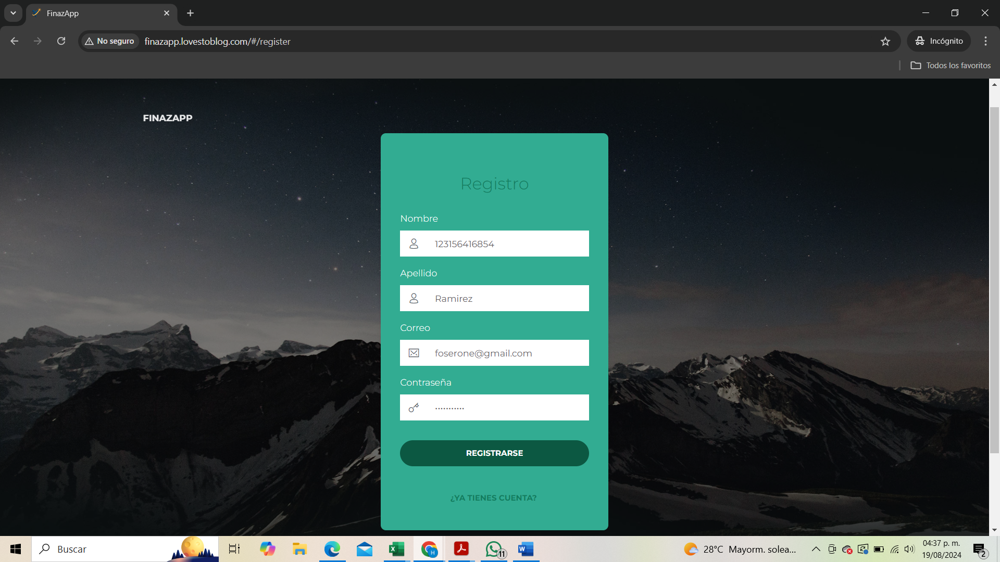 FinazApp
No seguro
finazapp.lovestoblog.com/#/register
Incógnito
Todos los favoritos
FINAZAPP
Registro
Nombre
123156416854
Apellido
Ramirez
Correo
foserone@gmail.com
Contraseña
•••••••••••
REGISTRARSE
¿YA TIENES CUENTA?
Buscar
11
28°C Mayorm. solea...
04:37 p. m.
19/08/2024
2